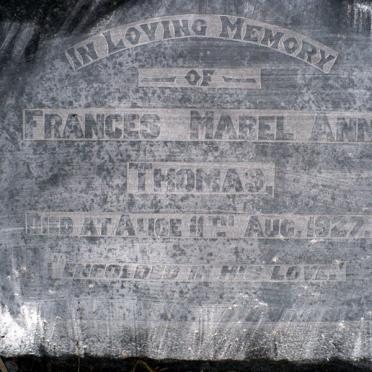 IN LOVING MEMORY
OF
FRANCES MABEL ANN
THOMAS.
DIED AT ALICE 11TH AUG. 1927,
"ENFOLDED IN HIS LOVE."